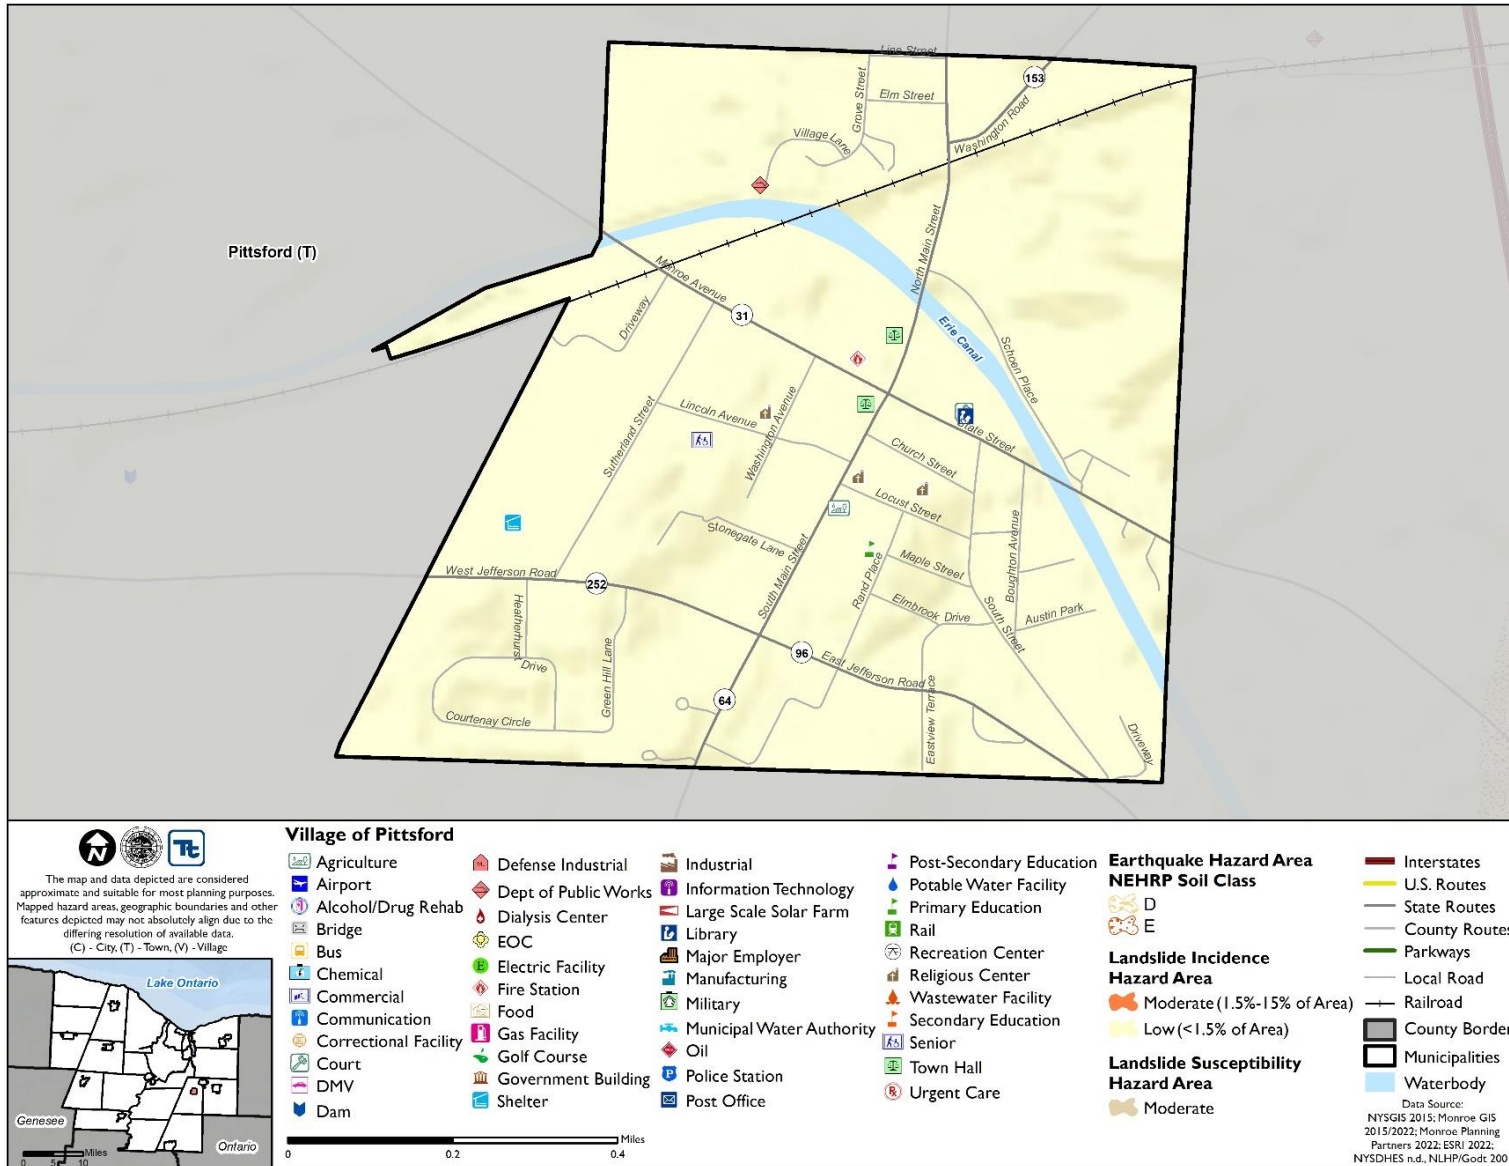 Line Street
153
Elm Street
Grove Street
Washington Road
Village Lane
Pittsford (T)
North Main Street
Monroe Avenue
Driveway
31
Erie Canal
Schoen Place
Sutherland Street
Lincoln Avenue
Washington Avenue
State Street
Church Street
Locust Street
Stonegate Lane
South Main Street
Boughton Avenue
Maple Street
Rand Place
West Jefferson Road
252
Heatherhurst
Drive
Green Hill Lane
Elmbrook Drive
South Street
Austin Park
96
East Jefferson Road
64
Courtenay Circle
Eastview Terrace
Driveway
N
Tt
The map and data depicted are considered
approximate and suitable for most planning purposes.
Mapped hazard areas, geographic boundaries and other
features depicted may not absolutely align due to the
differing resolution of available data.
(C) - City, (T) - Town, (V) - Village
Lake Ontario
Genesee
Ontario
Miles
0 5 10
Village of Pittsford
Agriculture
Airport
Alcohol/Drug Rehab
Bridge
Bus
Chemical
Commercial
Communication
Correctional Facility
Court
DMV
Dam
Defense Industrial
Dept of Public Works
Dialysis Center
EOC
Electric Facility
Fire Station
Food
Gas Facility
Golf Course
Government Building
Shelter
Industrial
Information Technology
Large Scale Solar Farm
Library
Major Employer
Manufacturing
Military
Municipal Water Authority
Oil
Police Station
Post Office
Post-Secondary Education
Potable Water Facility
Primary Education
Rail
Recreation Center
Religious Center
Wastewater Facility
Secondary Education
Senior
Town Hall
Urgent Care
Miles
0 0.2 0.4
Earthquake Hazard Area
NEHRP Soil Class
D
E
Landslide Incidence
Hazard Area
Moderate (1.5%-15% of Area)
Low (<1.5% of Area)
Landslide Susceptibility
Hazard Area
Moderate
Interstates
U.S. Routes
State Routes
County Routes
Parkways
Local Road
Railroad
County Border
Municipalities
Waterbody
Data Source:
NYSGIS 2015; Monroe GIS
2015/2022; Monroe Planning
Partners 2022; ESRI 2022;
NYSDHES n.d., NLHP/Godt 200